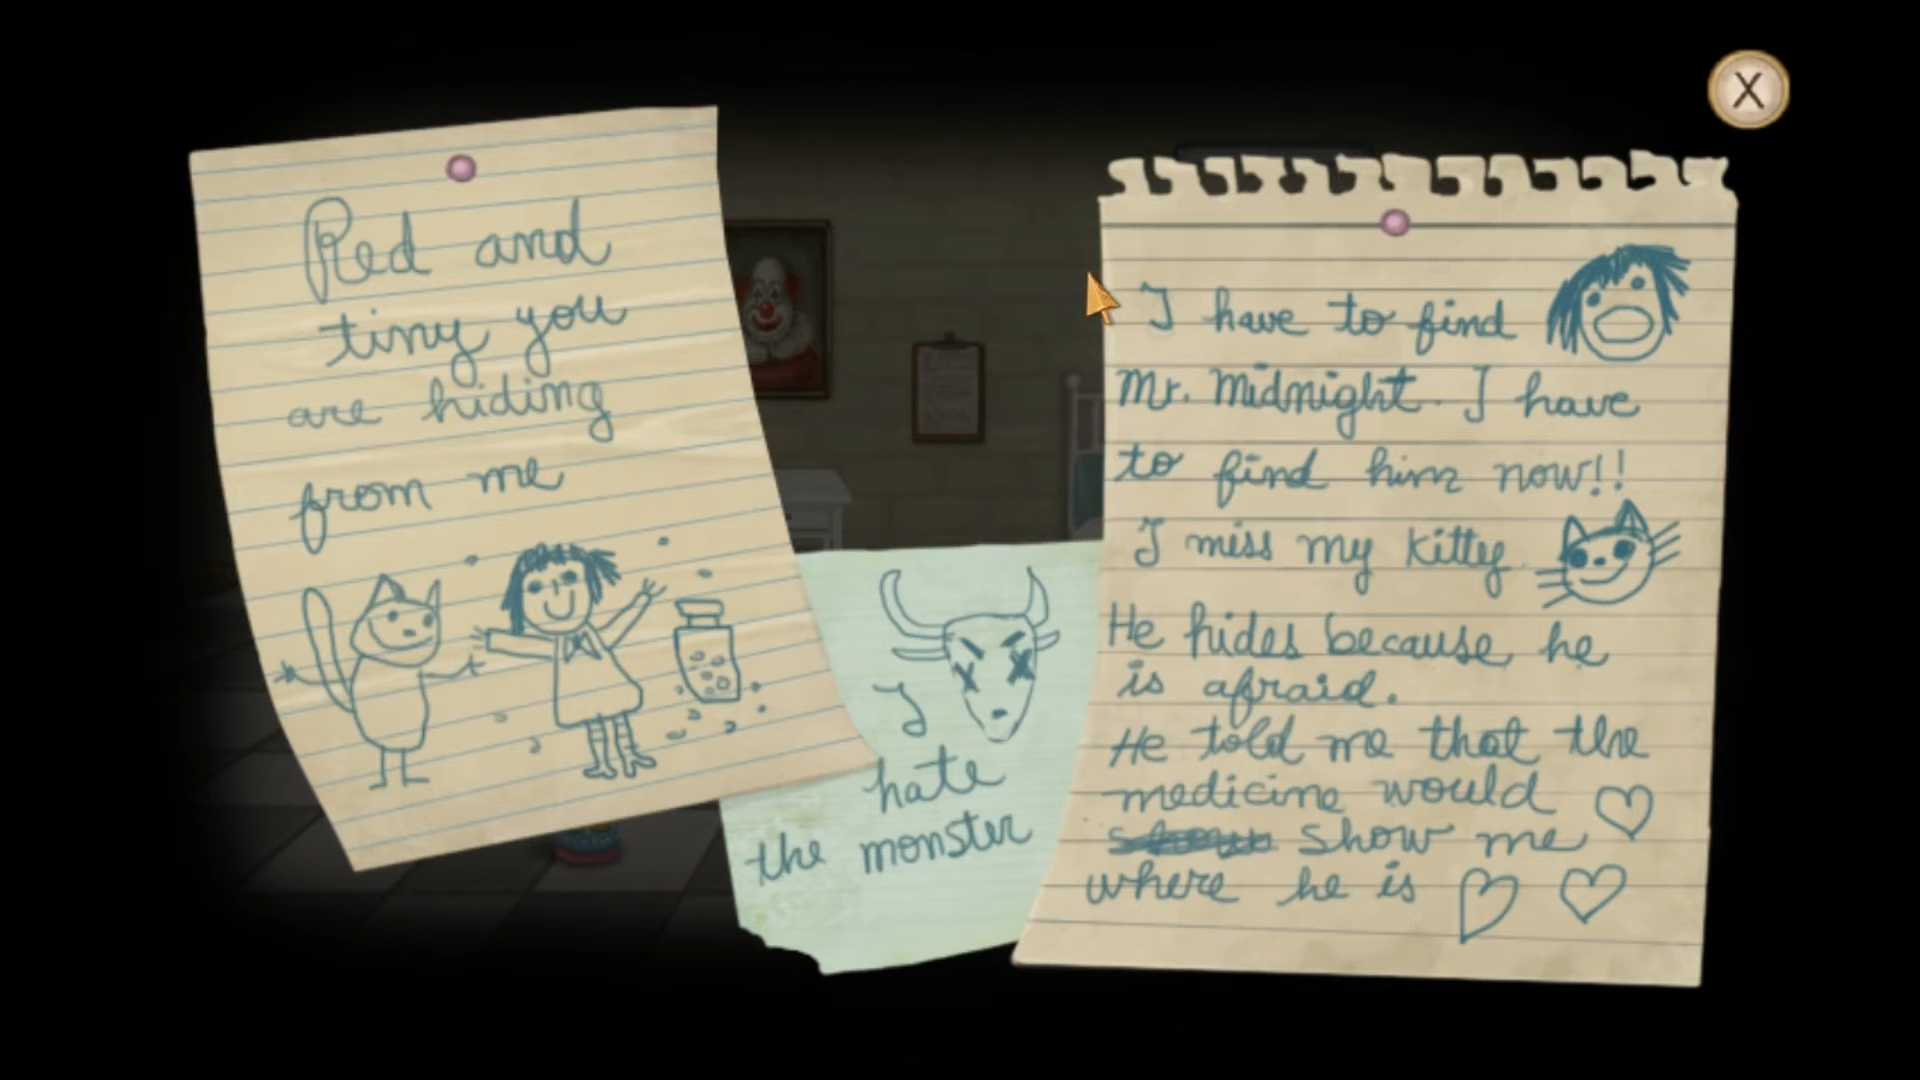 Red and
tiny you
are hiding
from me
I
hate
the monster
I have to find
Mr. Midnight. I have
to find him now!!
I miss my Kitty.
He hides because he
is afraid.
He told me that the
medicine would
show me
where he is
X